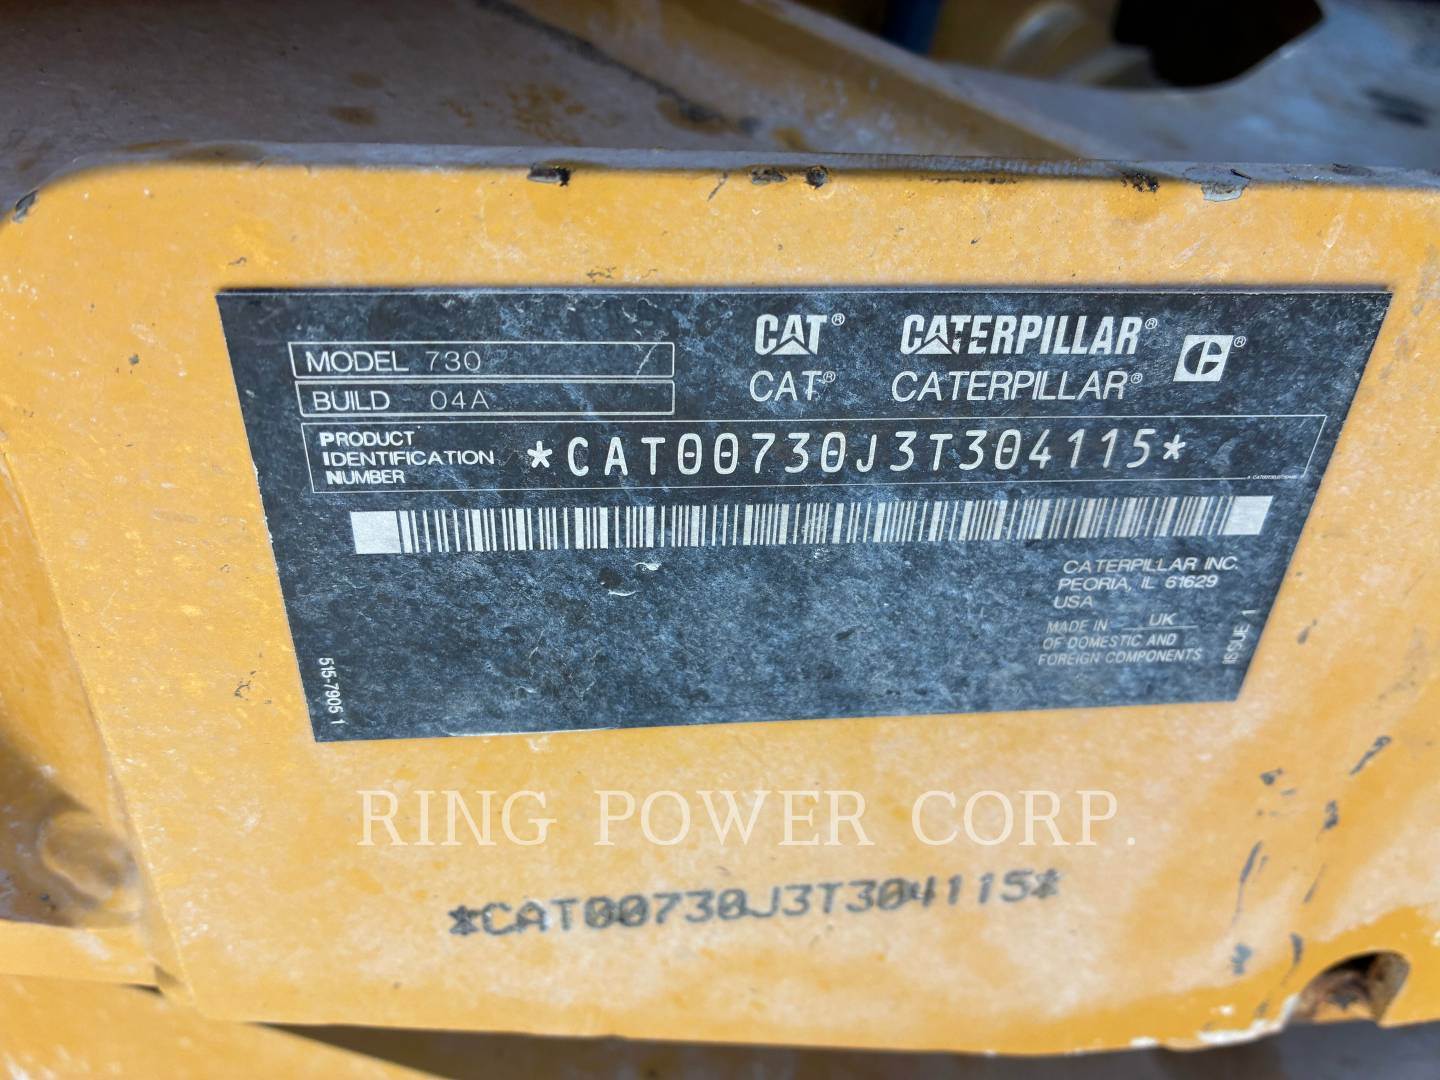 MODEL 730
BUILD 04A
CAT® CATERPILLAR®
CAT® CATERPILLAR®
PRODUCT
IDENTIFICATION
NUMBER
*CAT00730J3T304115*
CATERPILLAR INC.
PEORIA, IL 61629
USA
MADE IN UK
OF DOMESTIC AND
FOREIGN COMPONENTS
ISSUE 1
515-7905 1
RING POWER CORP.
*CAT00730J3T304115*